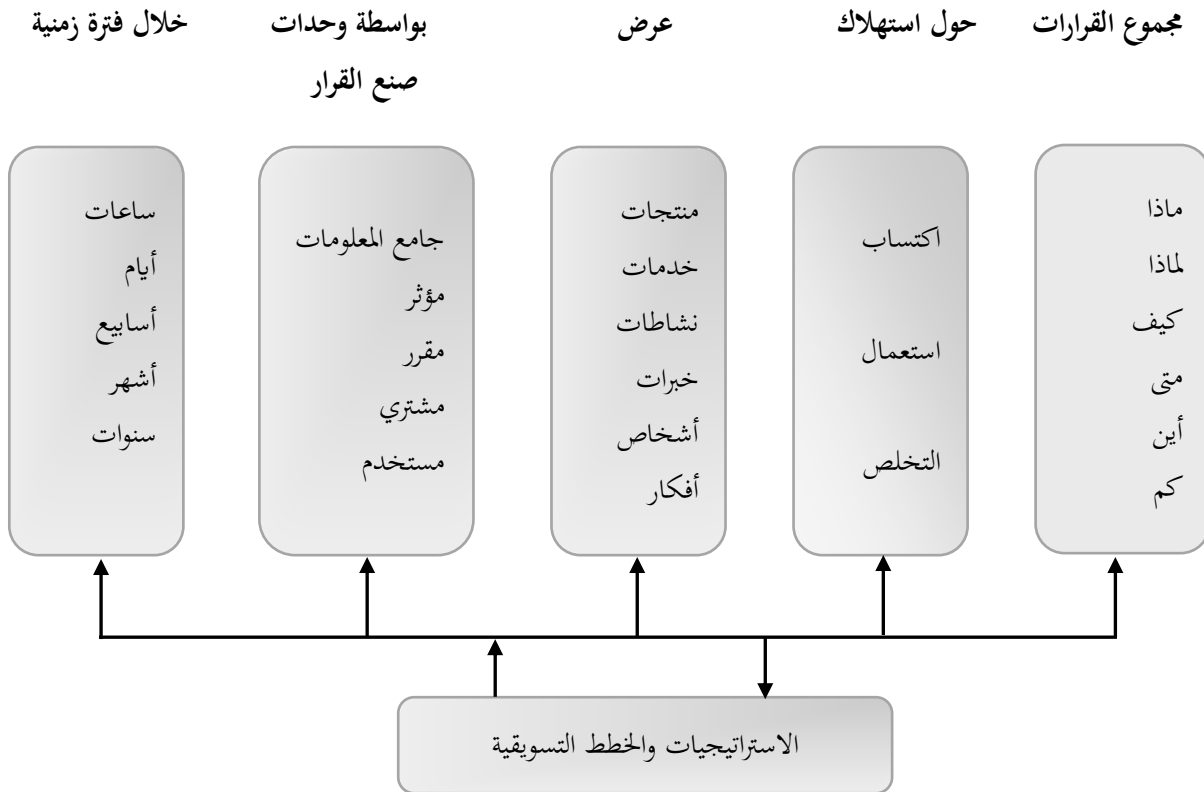 مجموع القرارات
حول استهلاك
عرض
بواسطة وحدات
صنع القرار
خلال فترة زمنية
ماذا
لماذا
كيف
متى
أين
كم
اكتساب
استعمال
التخلص
منتجات
خدمات
نشاطات
خبرات
أشخاص
أفكار
جامع المعلومات
مؤثر
مقرر
مشتري
مستخدم
ساعات
أيام
أسابيع
أشهر
سنوات
الاستراتيجيات والخطط التسويقية